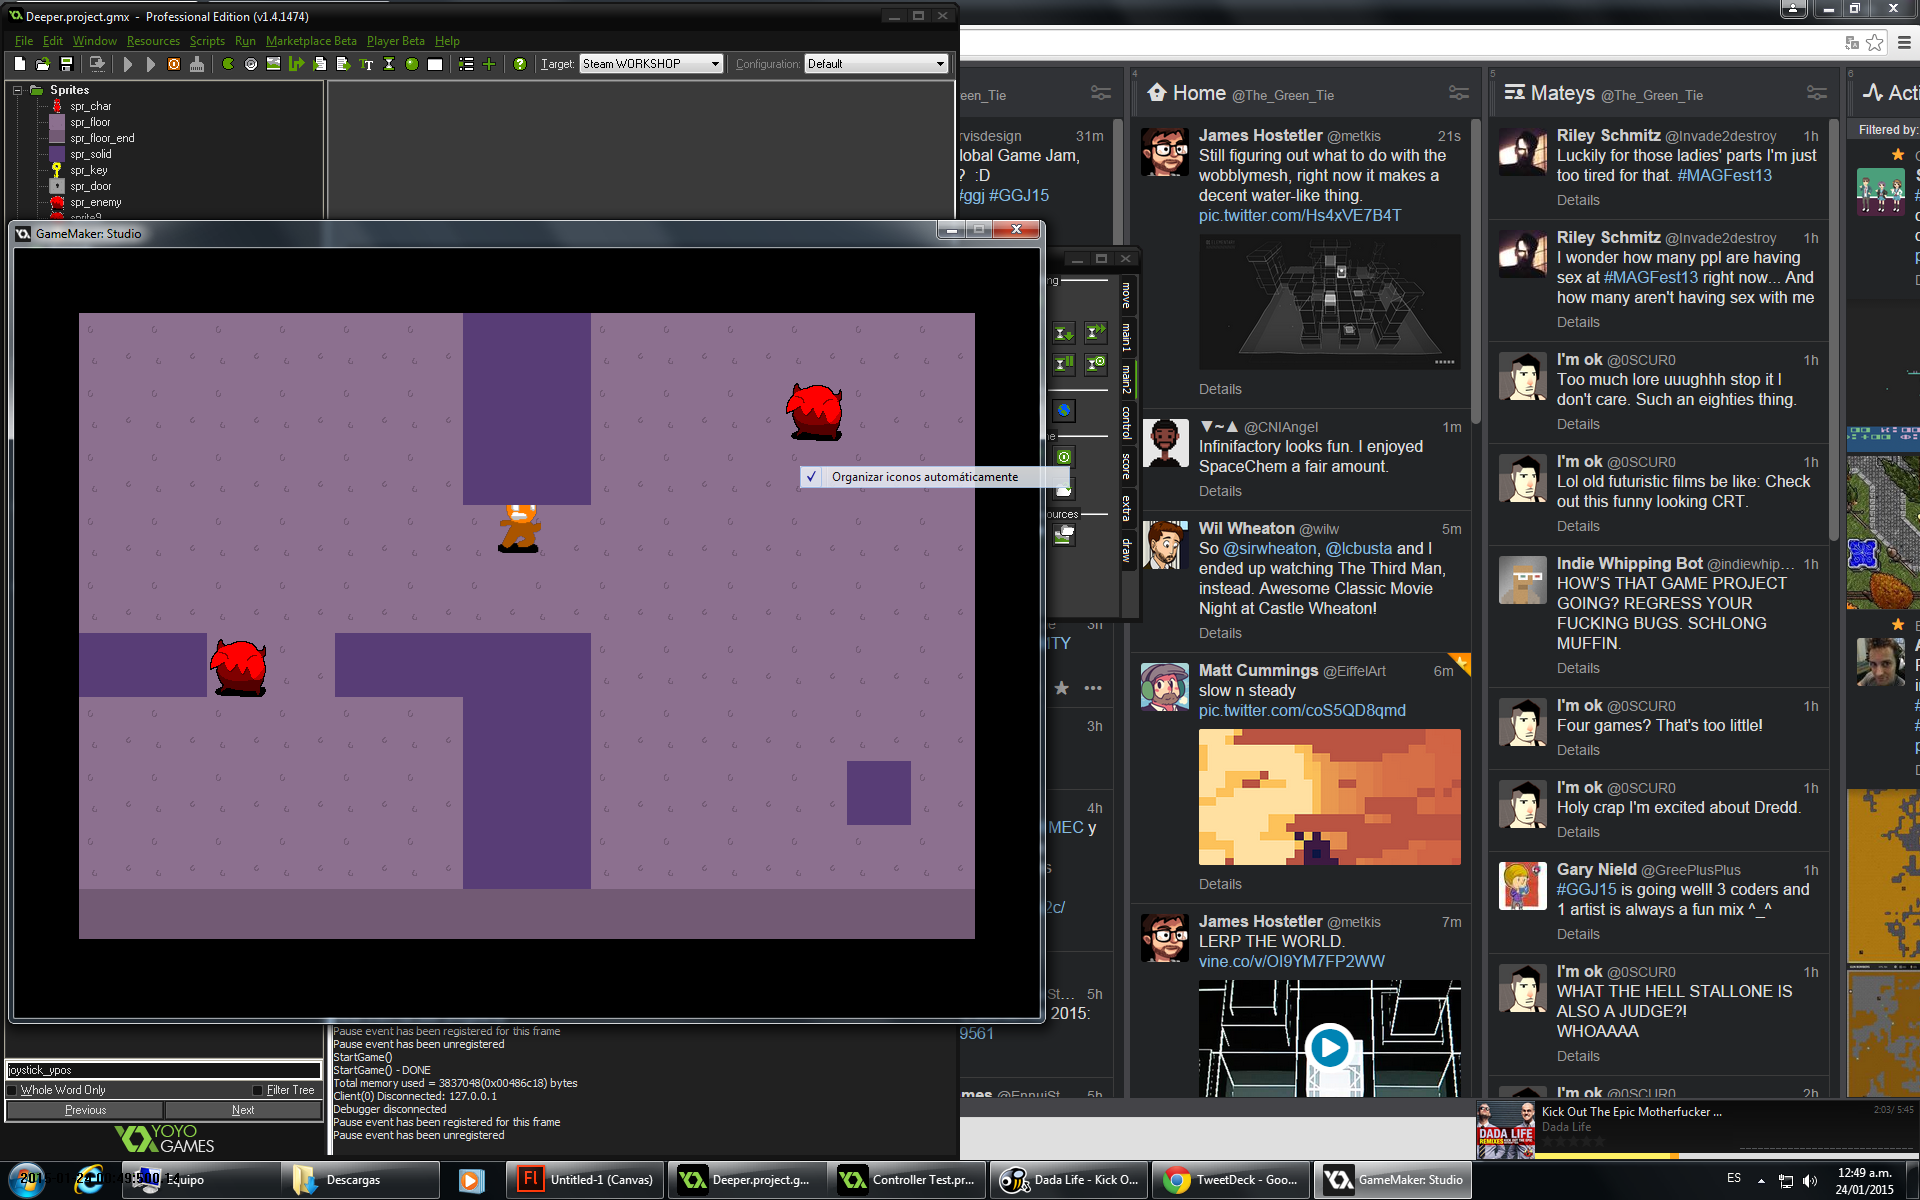 Deeper.project.gmx - Professional Edition (v1.4.1474)
File Edit Window Resources Scripts Run Marketplace Beta Player Beta Help
Target: Steam WORKSHOP Configuration: Default
Sprites
spr_char
spr_floor
spr_floor_end
spr_solid
spr_key
spr_door
spr_enemy
sprite9
GameMaker: Studio
Organizar iconos automáticamente
move
main1
main2
control
score
extra
draw
joystick_ypos
Whole Word Only Filter Tree
Previous Next
YOYO
GAMES
Pause event has been registered for this frame
Pause event has been unregistered
StartGame()
StartGame() - DONE
Total memory used = 3837048(0x00486c18) bytes
Client(0) Disconnected: 127.0.0.1
Debugger disconnected
Pause event has been registered for this frame
Pause event has been unregistered
een_Tie
rvisdesign 31m
lobal Game Jam,
? :D
#ggj #GGJ15
3h
ITY
3h
4h
MEC y
2c/
St... 5h
2015:
9561
5h
4
Home @The_Green_Tie
James Hostetler @metkis 21s
Still figuring out what to do with the
wobblymesh, right now it makes a
decent water-like thing.
pic.twitter.com/Hs4xVE7B4T
Details
▼~▲ @CNIAngel 1m
Infinifactory looks fun. I enjoyed
SpaceChem a fair amount.
Details
Wil Wheaton @wilw 5m
So @sirwheaton, @lcbusta and I
ended up watching The Third Man,
instead. Awesome Classic Movie
Night at Castle Wheaton!
Details
Matt Cummings @EiffelArt 6m
slow n steady
pic.twitter.com/coS5QD8qmd
Details
James Hostetler @metkis 7m
LERP THE WORLD.
vine.co/v/OI9YM7FP2WW
5
Mateys @The_Green_Tie
Riley Schmitz @Invade2destroy 1h
Luckily for those ladies' parts I'm just
too tired for that. #MAGFest13
Details
Riley Schmitz @Invade2destroy 1h
I wonder how many ppl are having
sex at #MAGFest13 right now... And
how many aren't having sex with me
Details
I'm ok @0SCUR0 1h
Too much lore uuughhh stop it I
don't care. Such an eighties thing.
Details
I'm ok @0SCUR0 1h
Lol old futuristic films be like: Check
out this funny looking CRT.
Details
Indie Whipping Bot @indiewhip... 1h
HOW'S THAT GAME PROJECT
GOING? REGRESS YOUR
FUCKING BUGS. SCHLONG
MUFFIN.
Details
I'm ok @0SCUR0 1h
Four games? That's too little!
Details
I'm ok @0SCUR0 1h
Holy crap I'm excited about Dredd.
Details
Gary Nield @GreePlusPlus 1h
#GGJ15 is going well! 3 coders and
1 artist is always a fun mix ^_^
Details
I'm ok @0SCUR0 1h
WHAT THE HELL STALLONE IS
ALSO A JUDGE?!
WHOAAAA
Details
I'm ok @0SCUR0 2h
6
Acti
Filtered by:
Kick Out The Epic Motherfucker ...
Dada Life
2:03/ 5:45
DADA LIFE
Equipo
Descargas
Untitled-1 (Canvas)
Deeper.project.g...
Controller Test.pr...
Dada Life - Kick O...
TweetDeck - Goo...
GameMaker: Studio
ES
12:49 a.m.
24/01/2015